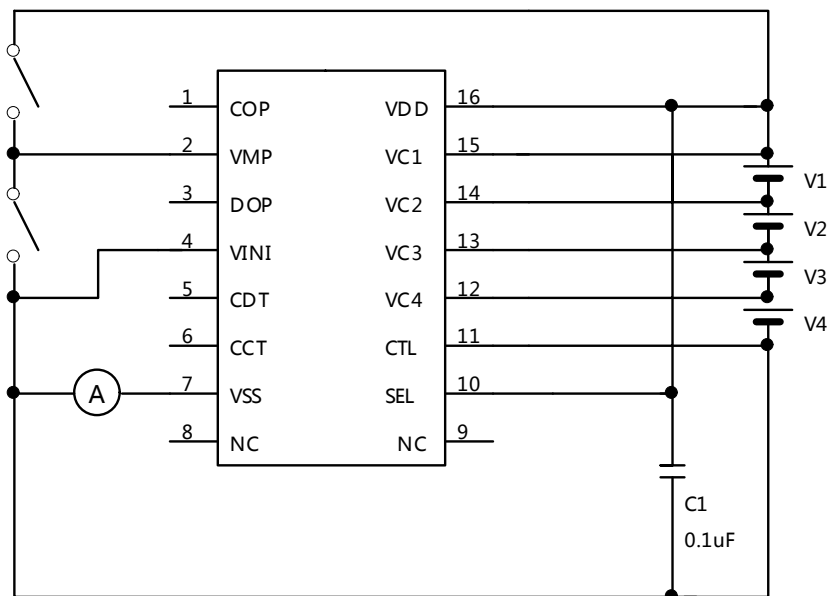 1 COP VDD 16
2 VMP VC1 15
V1
3 DOP VC2 14
V2
4 VINI VC3 13
V3
5 CDT VC4 12
V4
6 CCT CTL 11
A 7 VSS SEL 10
8 NC NC 9
C1
0.1uF